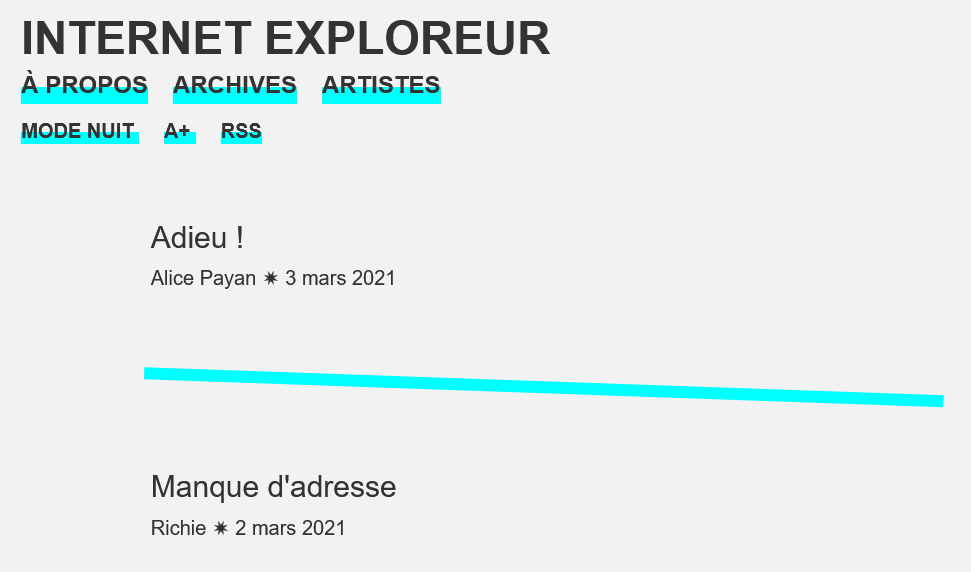 INTERNET EXPLOREUR
À PROPOS ARCHIVES ARTISTES
MODE NUIT A+ RSS
Adieu !
Alice Payan ✷ 3 mars 2021
Manque d'adresse
Richie ✷ 2 mars 2021